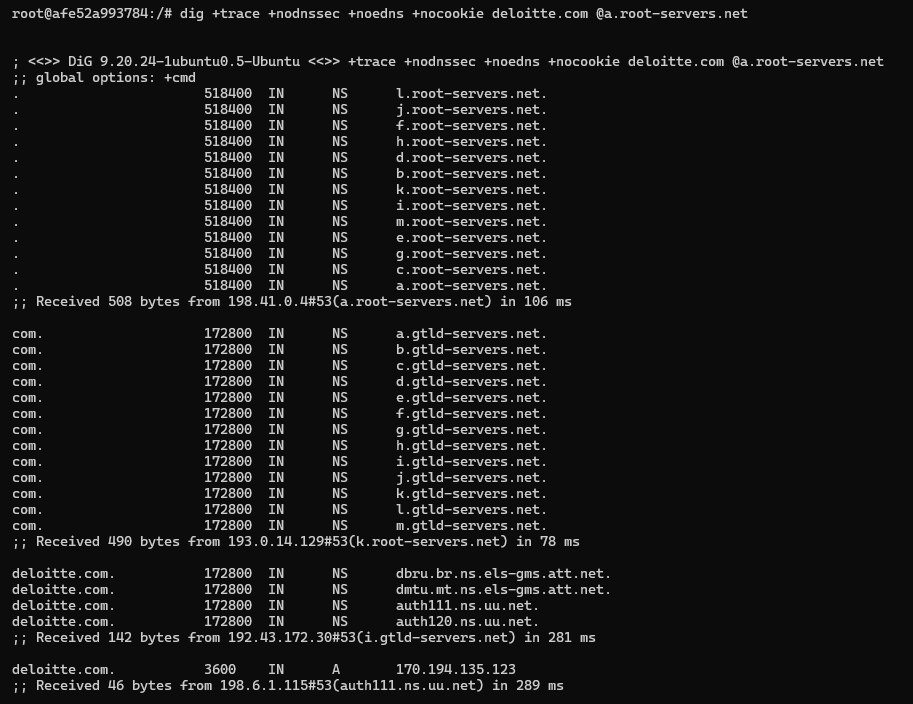 root@afe52a993784:/# dig +trace +nodnssec +noedns +nocookie deloitte.com @a.root-servers.net
; <<>> DiG 9.20.24-1ubuntu0.5-Ubuntu <<>> +trace +nodnssec +noedns +nocookie deloitte.com @a.root-servers.net
;; global options: +cmd
. 518400 IN NS l.root-servers.net.
. 518400 IN NS j.root-servers.net.
. 518400 IN NS f.root-servers.net.
. 518400 IN NS h.root-servers.net.
. 518400 IN NS d.root-servers.net.
. 518400 IN NS b.root-servers.net.
. 518400 IN NS k.root-servers.net.
. 518400 IN NS i.root-servers.net.
. 518400 IN NS m.root-servers.net.
. 518400 IN NS e.root-servers.net.
. 518400 IN NS g.root-servers.net.
. 518400 IN NS c.root-servers.net.
. 518400 IN NS a.root-servers.net.
;; Received 508 bytes from 198.41.0.4#53(a.root-servers.net) in 106 ms
com. 172800 IN NS a.gtld-servers.net.
com. 172800 IN NS b.gtld-servers.net.
com. 172800 IN NS c.gtld-servers.net.
com. 172800 IN NS d.gtld-servers.net.
com. 172800 IN NS e.gtld-servers.net.
com. 172800 IN NS f.gtld-servers.net.
com. 172800 IN NS g.gtld-servers.net.
com. 172800 IN NS h.gtld-servers.net.
com. 172800 IN NS i.gtld-servers.net.
com. 172800 IN NS j.gtld-servers.net.
com. 172800 IN NS k.gtld-servers.net.
com. 172800 IN NS l.gtld-servers.net.
com. 172800 IN NS m.gtld-servers.net.
;; Received 490 bytes from 193.0.14.129#53(k.root-servers.net) in 78 ms
deloitte.com. 172800 IN NS dbru.br.ns.els-gms.att.net.
deloitte.com. 172800 IN NS dmtu.mt.ns.els-gms.att.net.
deloitte.com. 172800 IN NS auth111.ns.uu.net.
deloitte.com. 172800 IN NS auth120.ns.uu.net.
;; Received 142 bytes from 192.43.172.30#53(i.gtld-servers.net) in 281 ms
deloitte.com. 3600 IN A 170.194.135.123
;; Received 46 bytes from 198.6.1.115#53(auth111.ns.uu.net) in 289 ms